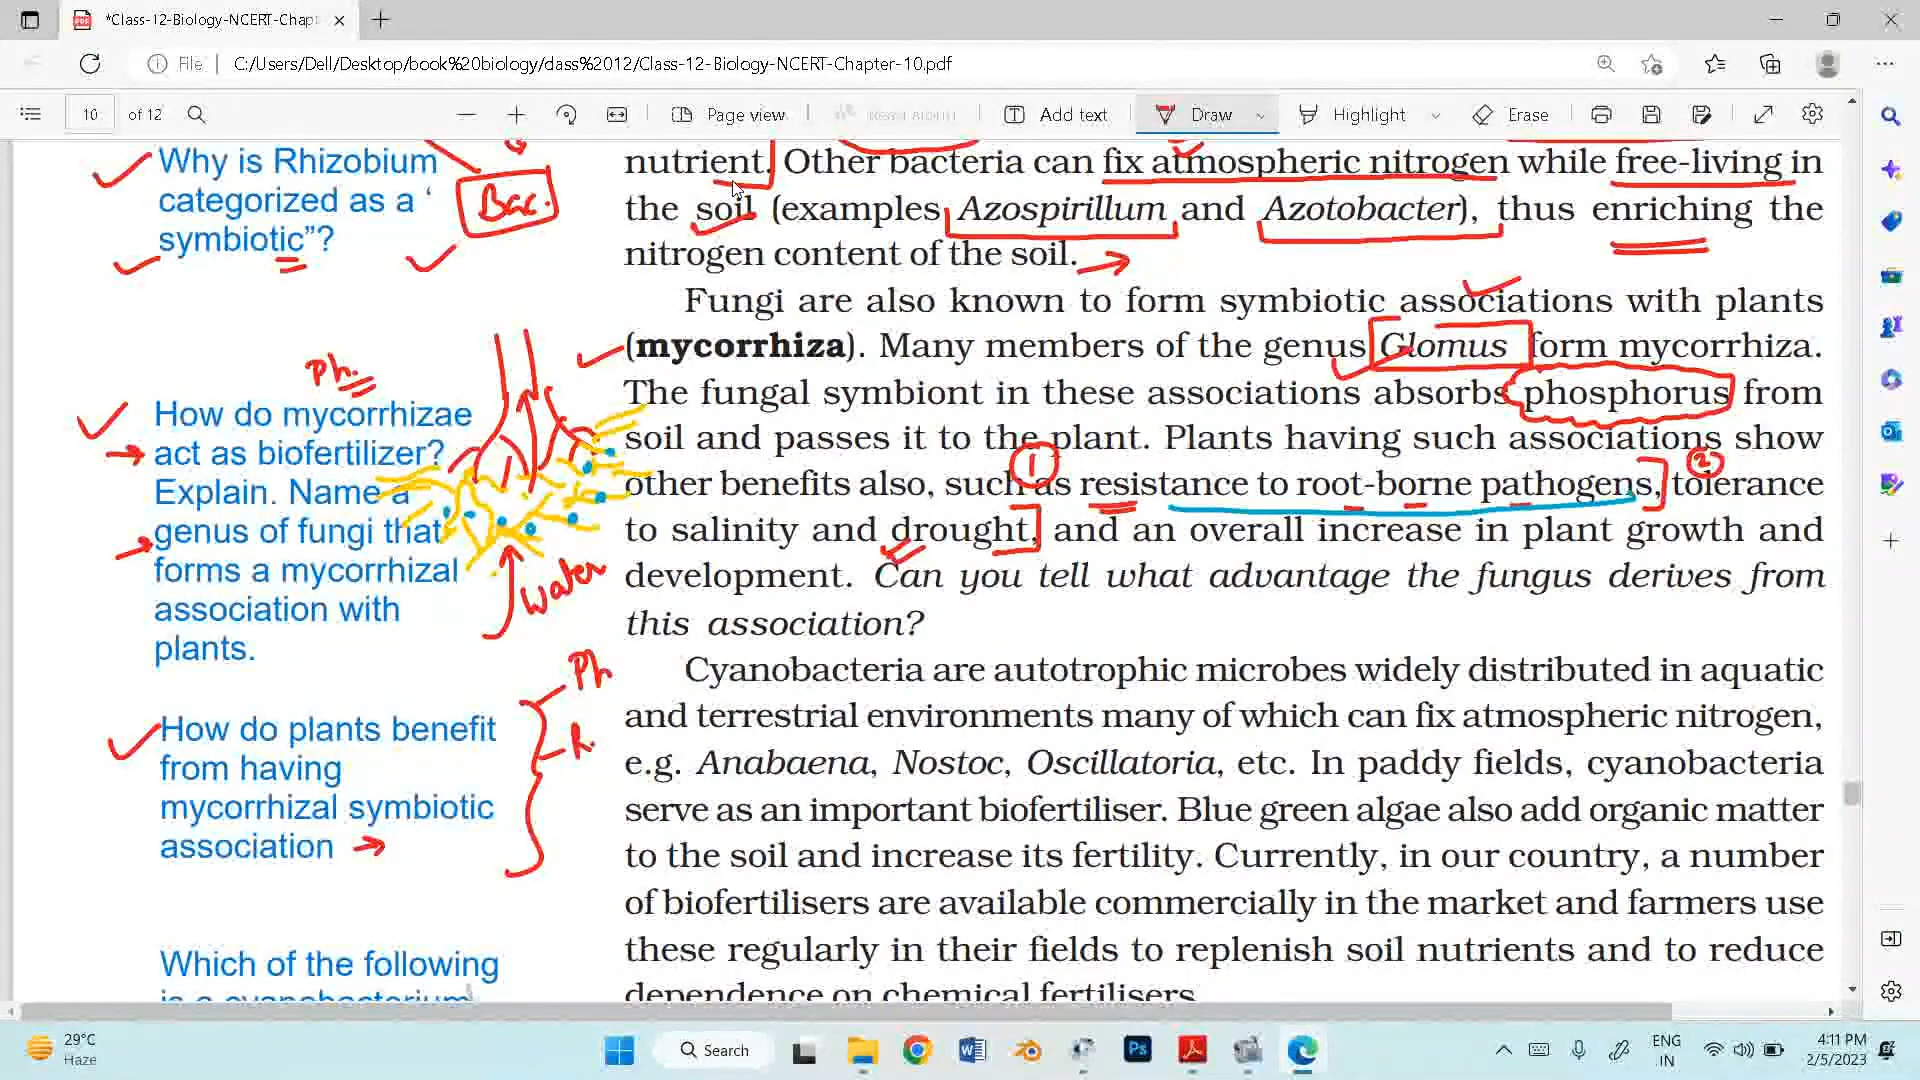 *Class-12-Biology-NCERT-Chapt
File
C:/Users/Dell/Desktop/book%20biology/class%2012/Class-12-Biology-NCERT-Chapter-10.pdf
10 of 12
Page view
Read aloud
Add text
Draw
Highlight
Erase
Why is Rhizobium
categorized as a ‘
symbiotic”?
Bac.
Ph.
How do mycorrhizae
act as biofertilizer?
Explain. Name a
genus of fungi that
forms a mycorrhizal
association with
plants.
water
How do plants benefit
from having
mycorrhizal symbiotic
association
Ph
R.
Which of the following
is a cyanobacterium
nutrient. Other bacteria can fix atmospheric nitrogen while free-living in
the soil (examples Azospirillum and Azotobacter), thus enriching the
nitrogen content of the soil.
Fungi are also known to form symbiotic associations with plants
(mycorrhiza). Many members of the genus Glomus form mycorrhiza.
The fungal symbiont in these associations absorbs phosphorus from
soil and passes it to the plant. Plants having such associations show
1
2
other benefits also, such as resistance to root-borne pathogens, tolerance
to salinity and drought, and an overall increase in plant growth and
development. Can you tell what advantage the fungus derives from
this association?
Cyanobacteria are autotrophic microbes widely distributed in aquatic
and terrestrial environments many of which can fix atmospheric nitrogen,
e.g. Anabaena, Nostoc, Oscillatoria, etc. In paddy fields, cyanobacteria
serve as an important biofertiliser. Blue green algae also add organic matter
to the soil and increase its fertility. Currently, in our country, a number
of biofertilisers are available commercially in the market and farmers use
these regularly in their fields to replenish soil nutrients and to reduce
dependence on chemical fertilisers.
29°C
Haze
Search
Ps
ENG
IN
4:11 PM
2/5/2023